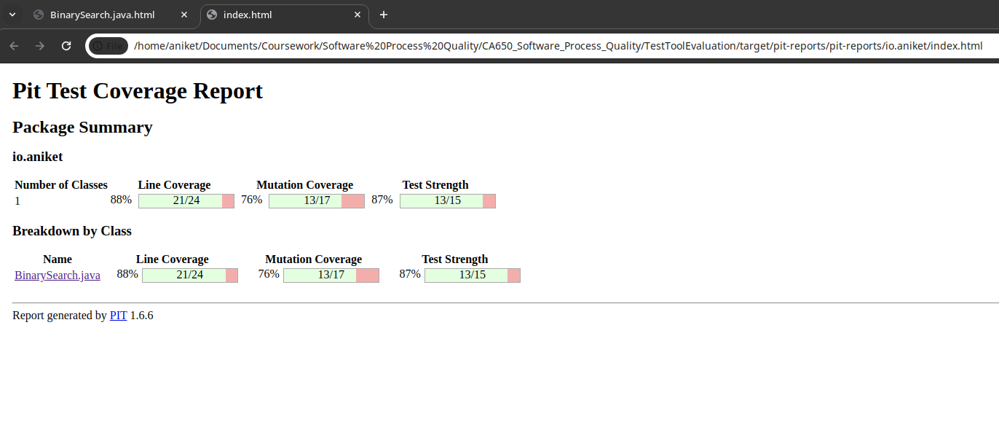 BinarySearch.java.html
index.html
File /home/aniket/Documents/Coursework/Software%20Process%20Quality/CA650_Software_Process_Quality/TestToolEvaluation/target/pit-reports/pit-reports/io.aniket/index.html
Pit Test Coverage Report
Package Summary
io.aniket
Number of Classes Line Coverage Mutation Coverage Test Strength
1 88% 21/24 76% 13/17 87% 13/15
Breakdown by Class
Name Line Coverage Mutation Coverage Test Strength
BinarySearch.java 88% 21/24 76% 13/17 87% 13/15
Report generated by PIT 1.6.6